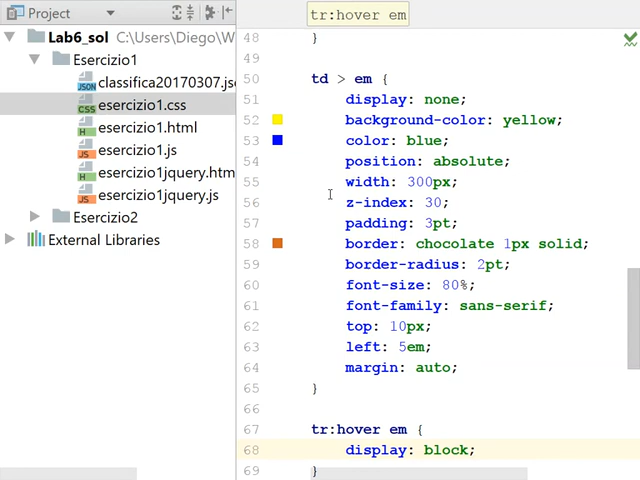 Project
tr:hover em
Lab6_sol C:\Users\Diego\W
Esercizio1
classifica20170307.js
esercizio1.css
esercizio1.html
esercizio1.js
esercizio1jquery.htm
esercizio1jquery.js
Esercizio2
External Libraries
48 }
49
50 td > em {
51 display: none;
52 background-color: yellow;
53 color: blue;
54 position: absolute;
55 width: 300px;
56 z-index: 30;
57 padding: 3pt;
58 border: chocolate 1px solid;
59 border-radius: 2pt;
60 font-size: 80%;
61 font-family: sans-serif;
62 top: 10px;
63 left: 5em;
64 margin: auto;
65 }
66
67 tr:hover em {
68 display: block;
69 }